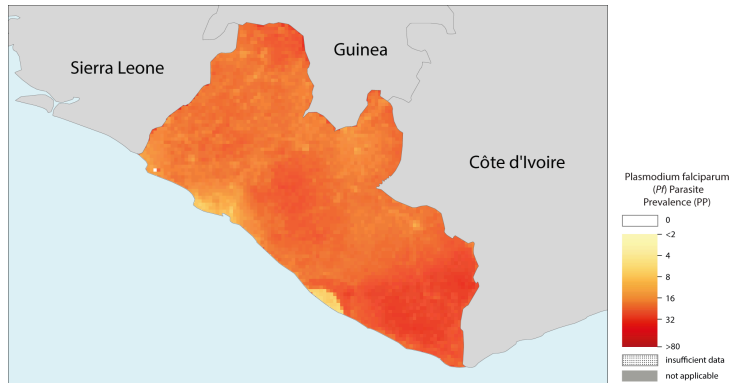 Guinea
Sierra Leone
Côte d'Ivoire
Plasmodium falciparum
(Pf) Parasite
Prevalence (PP)
0
<2
4
8
16
32
>80
insufficient data
not applicable